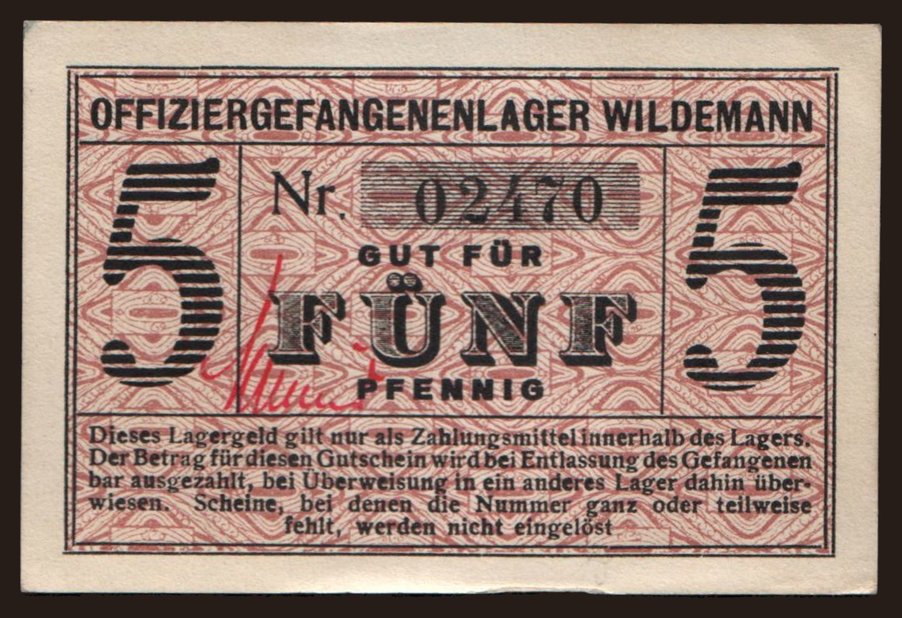 OFFIZIERGEFANGENENLAGER WILDEMANN
5
Nr. 02470
5
GUT FÜR
FÜNF
PFENNIG
Dieses Lagergeld gilt nur als Zahlungsmittel innerhalb des Lagers.
Der Betrag für diesen Gutschein wird bei Entlassung des Gefangenen
bar ausgezahlt, bei Überweisung in ein anderes Lager dahin über-
wiesen. Scheine, bei denen die Nummer ganz oder teilweise
fehlt, werden nicht eingelöst